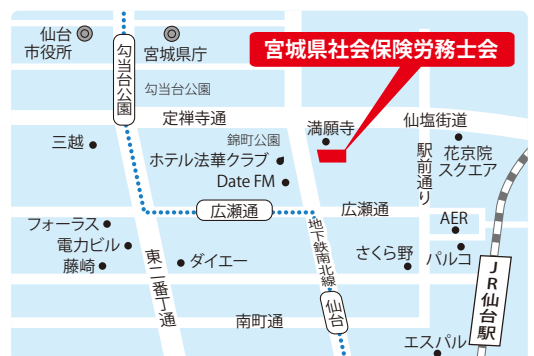 仙台
市役所
宮城県庁
宮城県社会保険労務士会
勾当台公園
勾当台公園
定禅寺通
仙塩街道
満願寺
錦町公園
三越
ホテル法華クラブ
Date FM
駅前通り
花京院
スクエア
広瀬通
広瀬通
AER
フォーラス
電力ビル
藤崎
東二番丁通
ダイエー
地下鉄南北線
さくら野
パルコ
JR仙台駅
仙台
南町通
エスパル